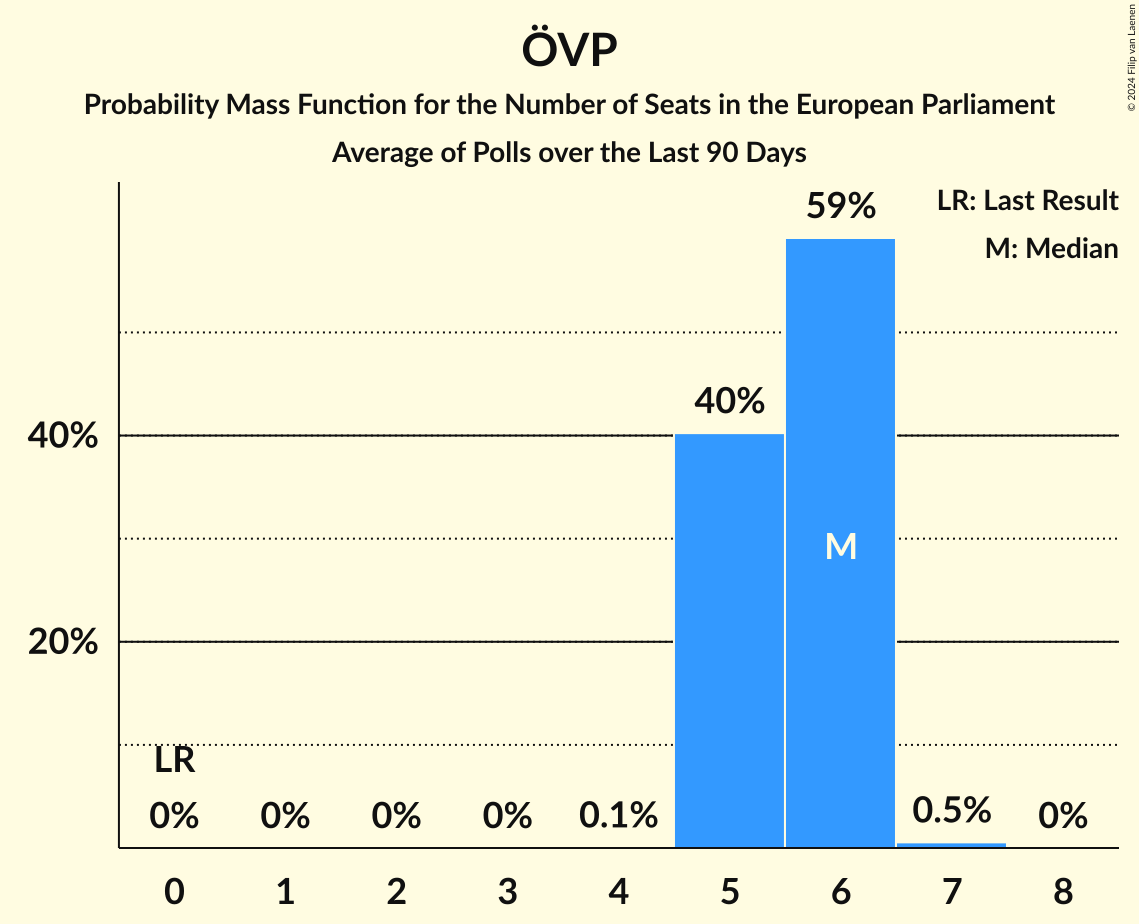 ÖVP
Probability Mass Function for the Number of Seats in the European Parliament
Average of Polls over the Last 90 Days
© 2024 Filip van Laenen
LR: Last Result
M: Median
59%
40%
40%
M
20%
LR
0%
0%
0%
0%
0.1%
0.5%
0%
0
1
2
3
4
5
6
7
8